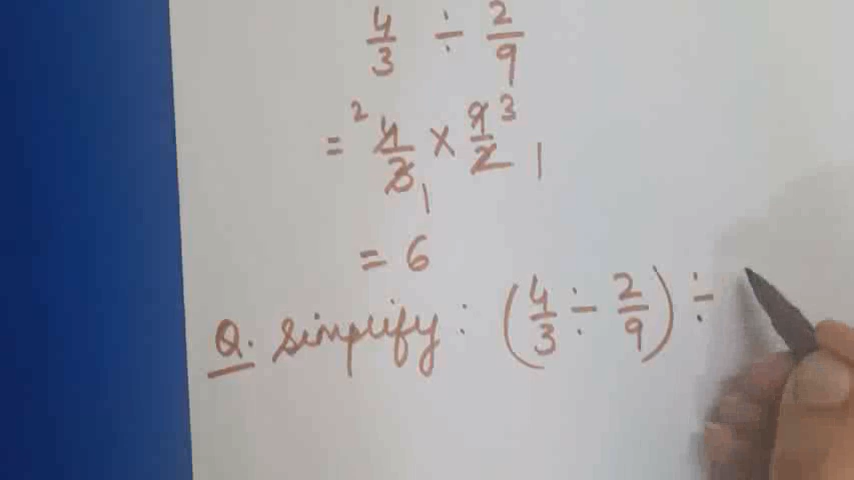 4/3 ÷ 2/9
= ²4/3₁ × 9³/2₁
= 6
Q. Simplify: (4/3 ÷ 2/9) ÷